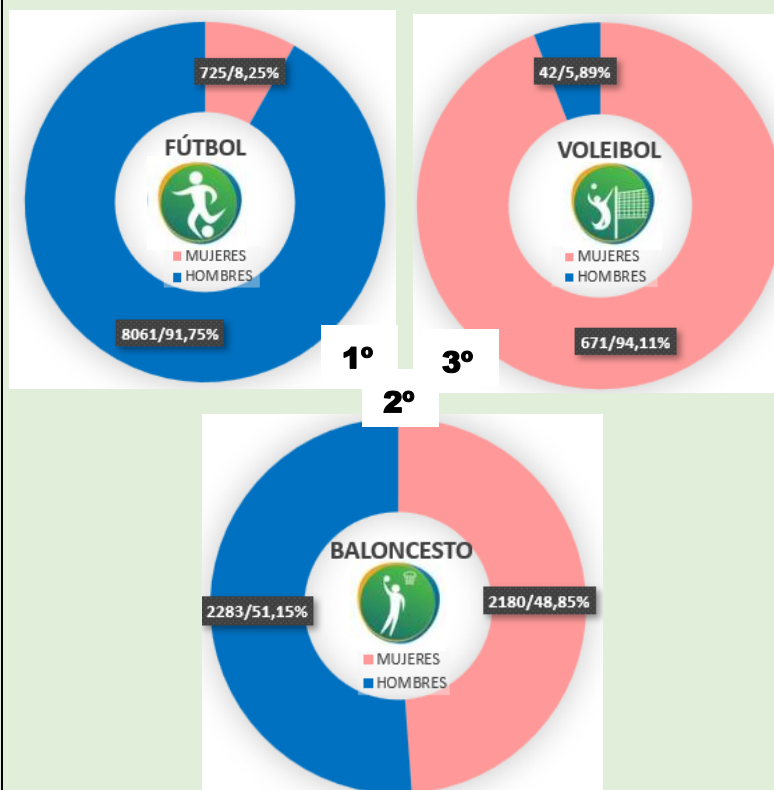 725/8,25%
FÚTBOL
MUJERES
HOMBRES
8061/91,75%
1º
42/5,89%
VOLEIBOL
MUJERES
HOMBRES
671/94,11%
3º
2º
BALONCESTO
2283/51,15%
2180/48,85%
MUJERES
HOMBRES